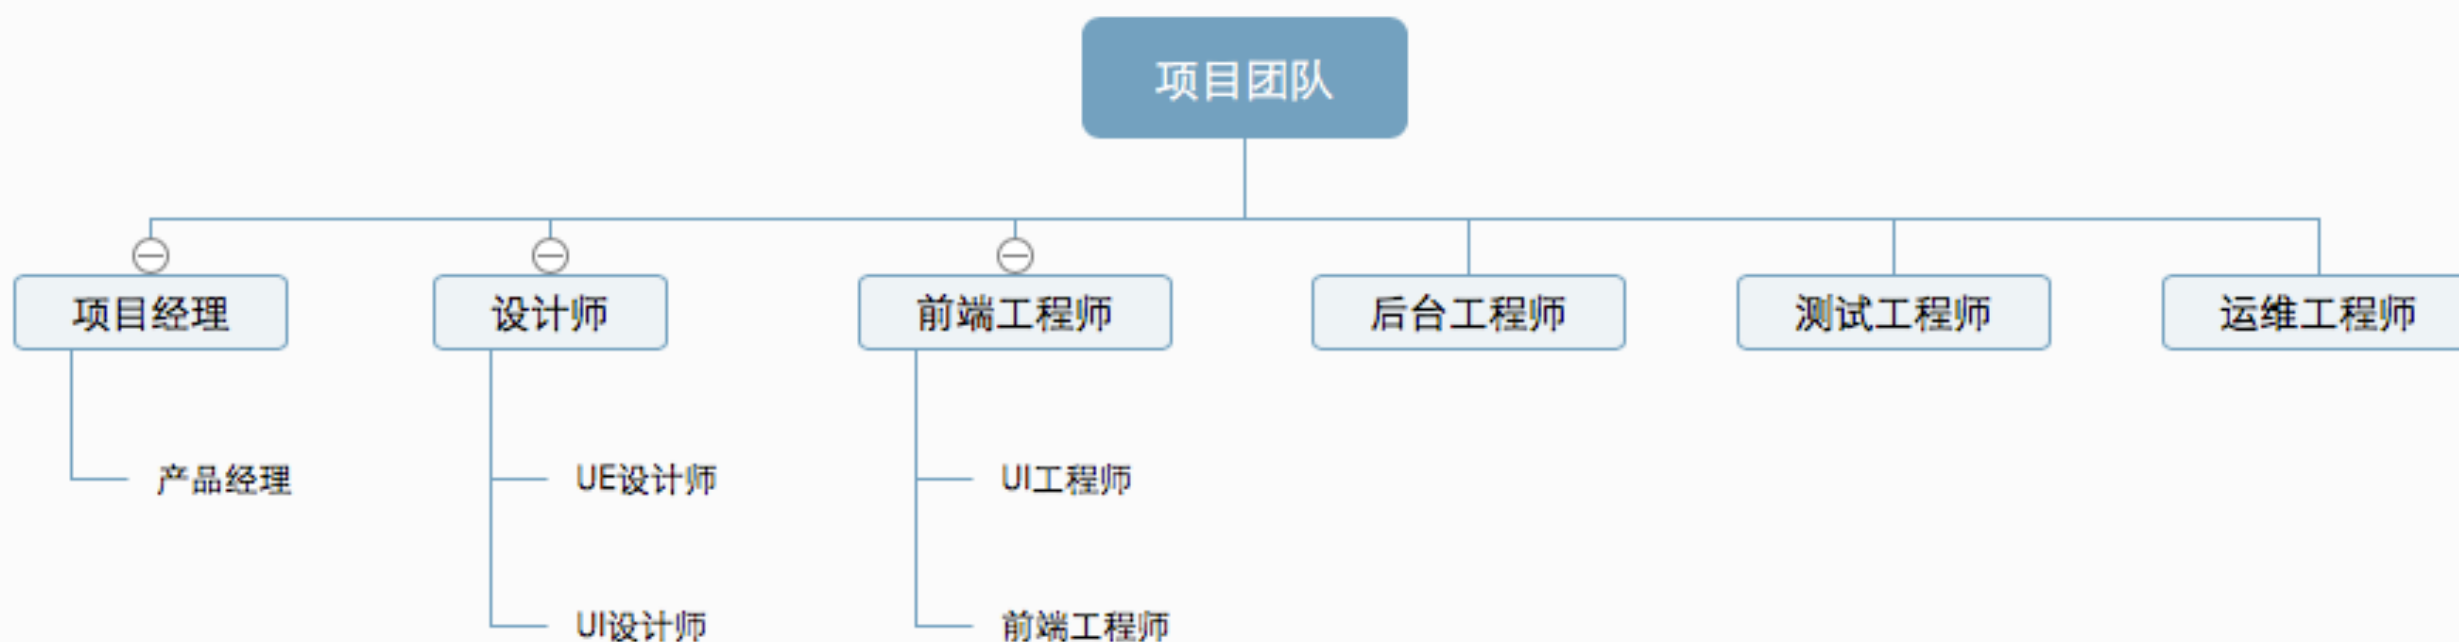 项目团队
项目经理
设计师
前端工程师
后台工程师
测试工程师
运维工程师
产品经理
UE设计师
UI工程师
UI设计师
前端工程师